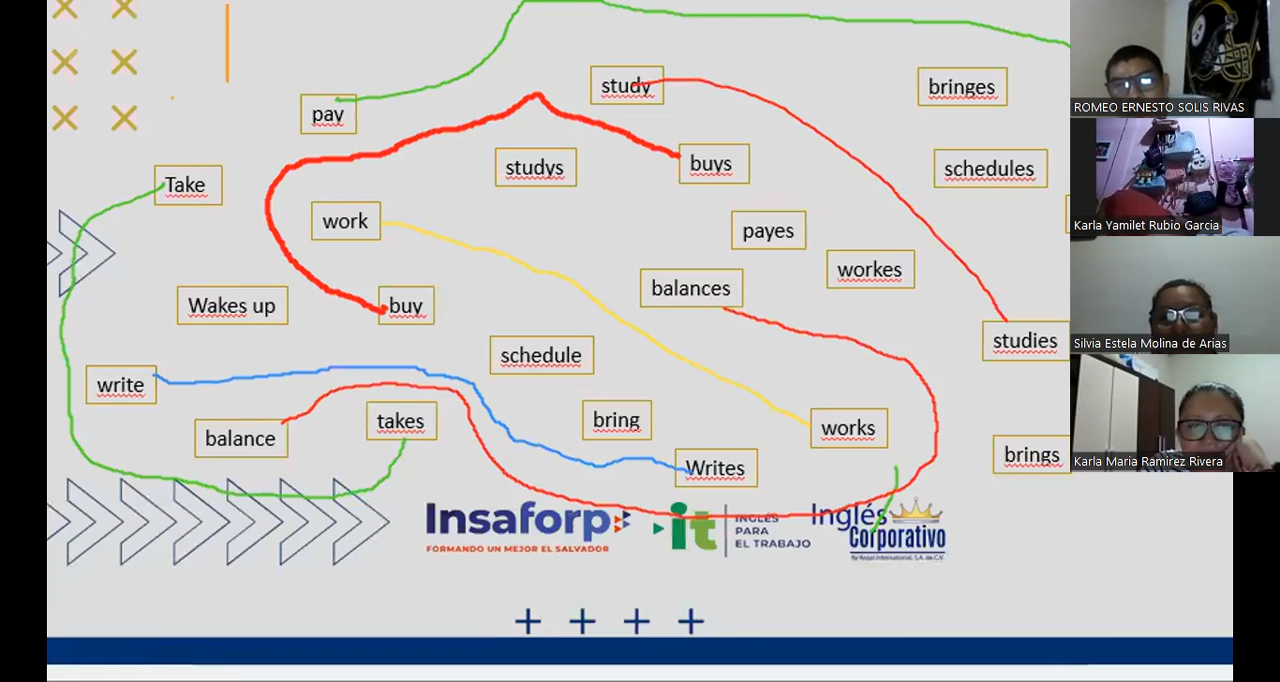 study
bringes
ROMEO ERNESTO SOLIS RIVAS
pay
studys
buys
schedules
Take
Karla Yamilet Rubio Garcia
work
payes
workes
balances
Wakes up
buy
studies
Silvia Estela Molina de Arias
schedule
write
takes
bring
works
balance
brings
Karla Maria Ramirez Rivera
Writes
Insaforp
FORMANDO UN MEJOR EL SALVADOR
it
INGLÉS
PARA
EL TRABAJO
Inglés
Corporativo